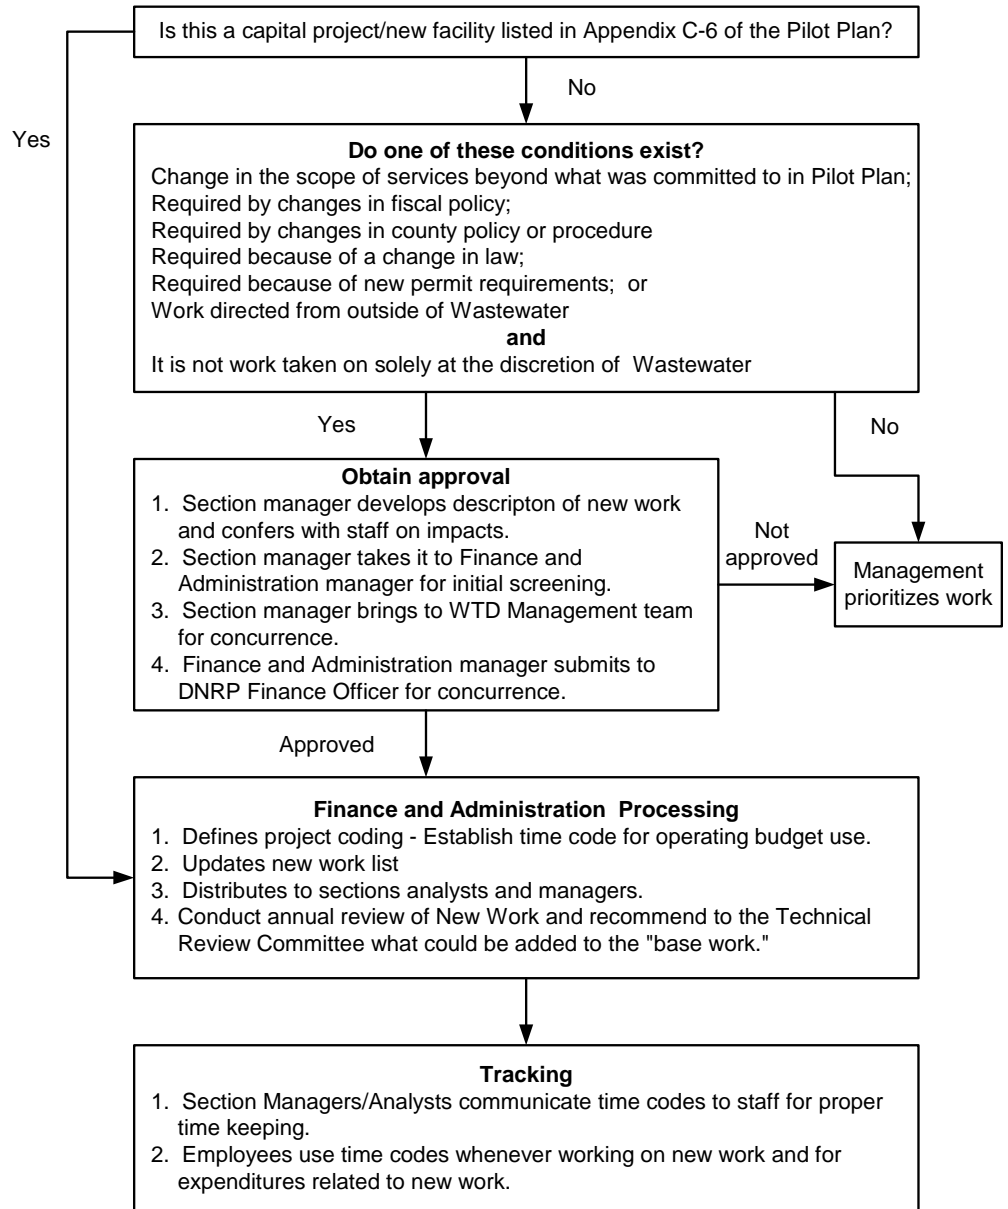 Is this a capital project/new facility listed in Appendix C-6 of the Pilot Plan?
No
Yes
Do one of these conditions exist?
Change in the scope of services beyond what was committed to in Pilot Plan;
Required by changes in fiscal policy;
Required by changes in county policy or procedure
Required because of a change in law;
Required because of new permit requirements; or
Work directed from outside of Wastewater
and
It is not work taken on solely at the discretion of Wastewater
Yes
No
Obtain approval
1. Section manager develops descripton of new work
and confers with staff on impacts.
2. Section manager takes it to Finance and
Administration manager for initial screening.
3. Section manager brings to WTD Management team
for concurrence.
4. Finance and Administration manager submits to
DNRP Finance Officer for concurrence.
Not
approved
Management
prioritizes work
Approved
Finance and Administration Processing
1. Defines project coding - Establish time code for operating budget use.
2. Updates new work list
3. Distributes to sections analysts and managers.
4. Conduct annual review of New Work and recommend to the Technical
Review Committee what could be added to the "base work."
Tracking
1. Section Managers/Analysts communicate time codes to staff for proper
time keeping.
2. Employees use time codes whenever working on new work and for
expenditures related to new work.